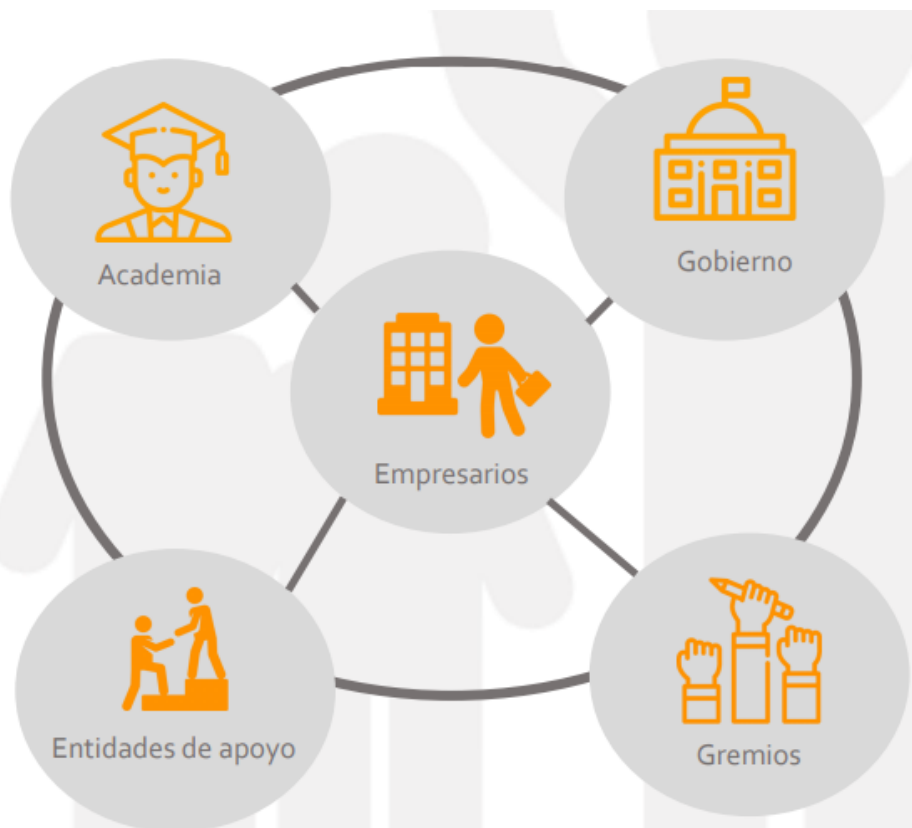 Academia
Gobierno
Empresarios
Entidades de apoyo
Gremios